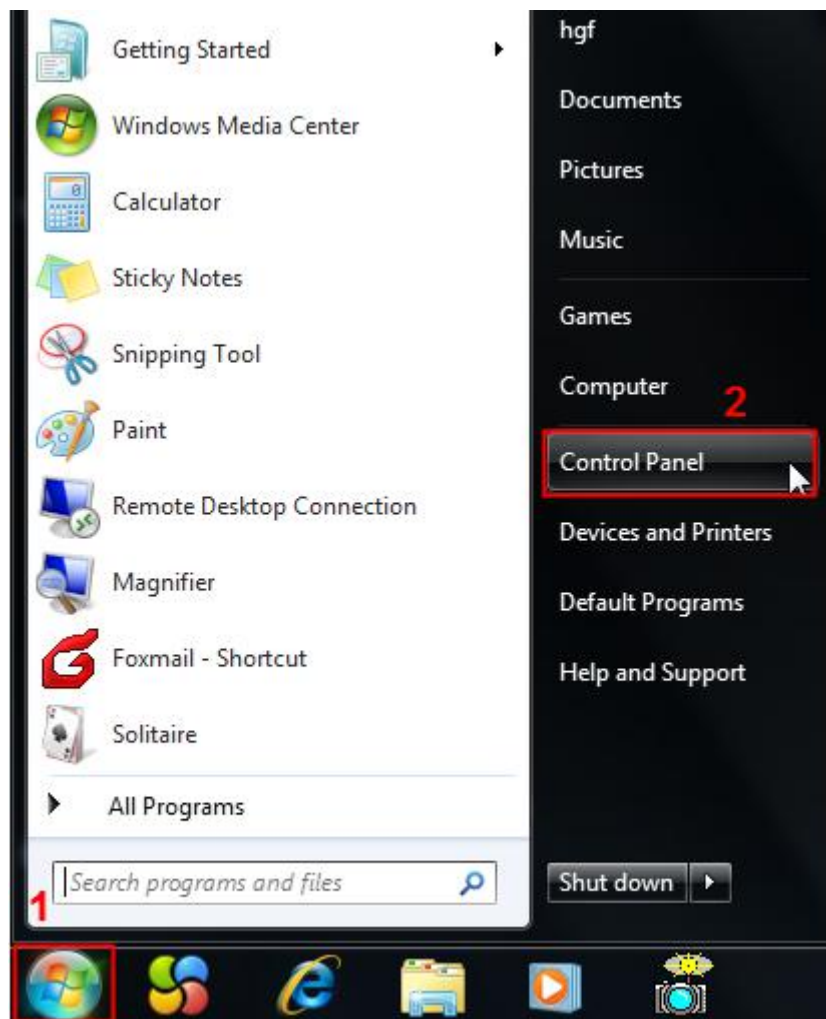 Getting Started
Windows Media Center
Calculator
Sticky Notes
Snipping Tool
Paint
Remote Desktop Connection
Magnifier
Foxmail - Shortcut
Solitaire
All Programs
Search programs and files
1
hgf
Documents
Pictures
Music
Games
Computer
2
Control Panel
Devices and Printers
Default Programs
Help and Support
Shut down